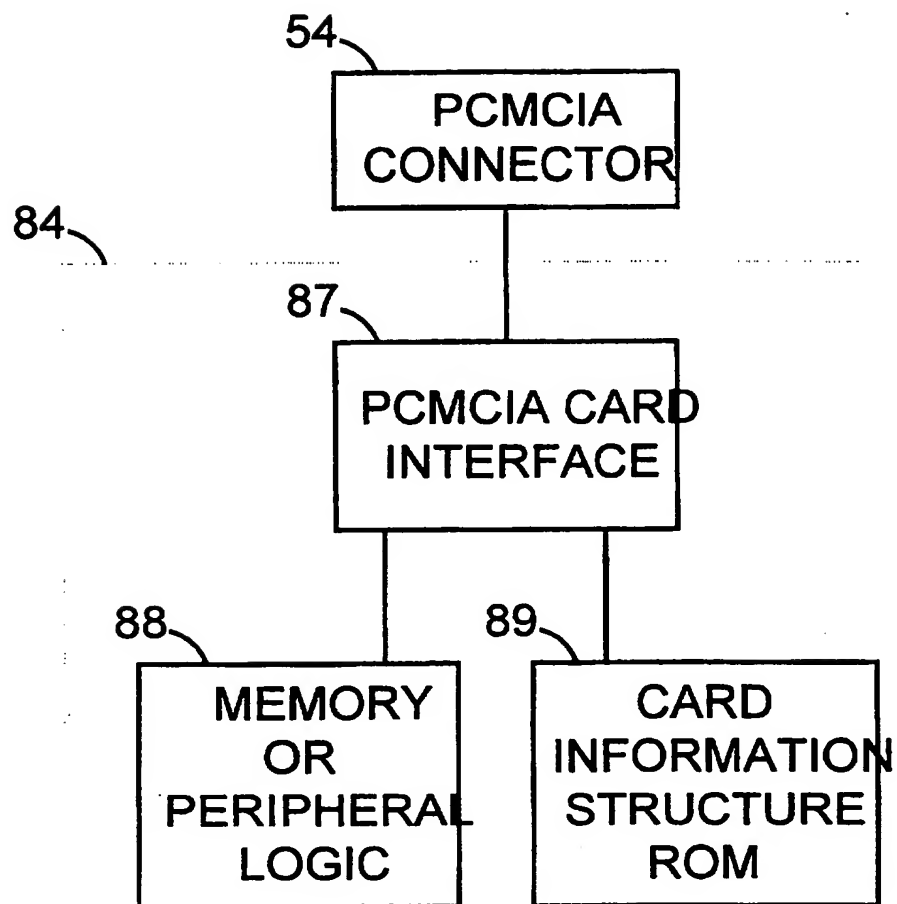 54
PCMCIA
CONNECTOR
84
87
PCMCIA CARD
INTERFACE
88
MEMORY
OR
PERIPHERAL
LOGIC
89
CARD
INFORMATION
STRUCTURE
ROM